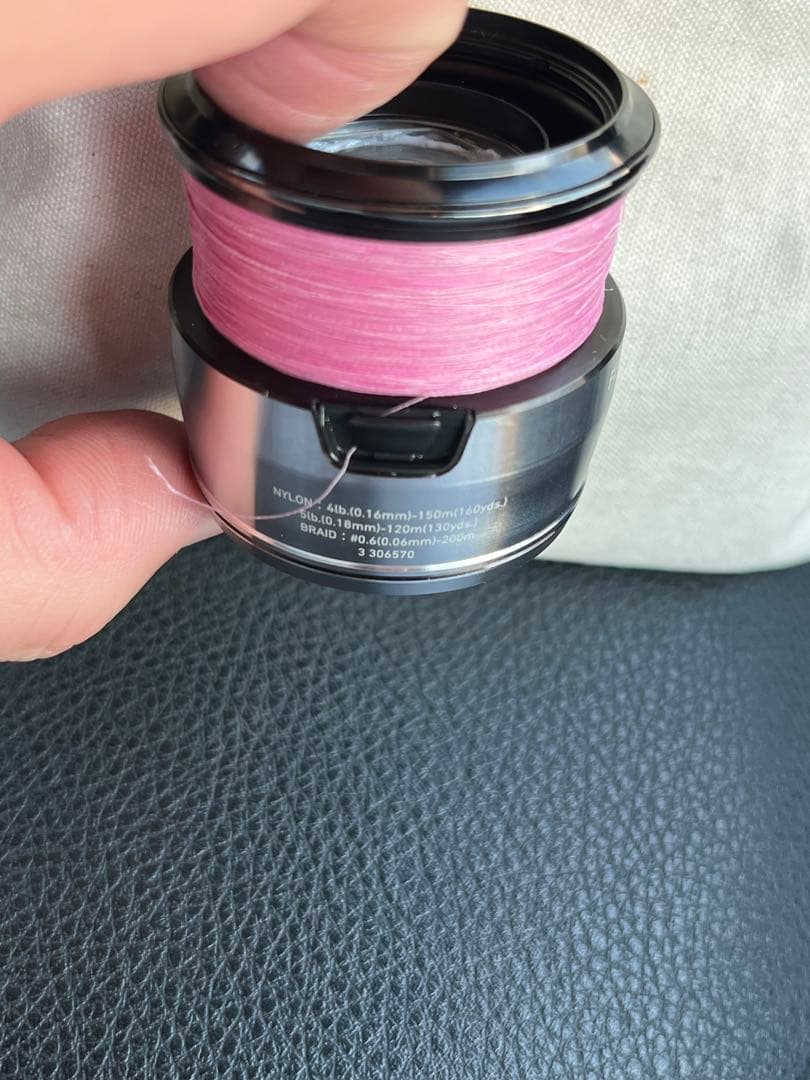 NYLON : 4lb.(0.16mm)-150m(160yds.)
5lb.(0.18mm)-120m(130yds.)
BRAID : #0.6(0.06mm)-200m
3 306570